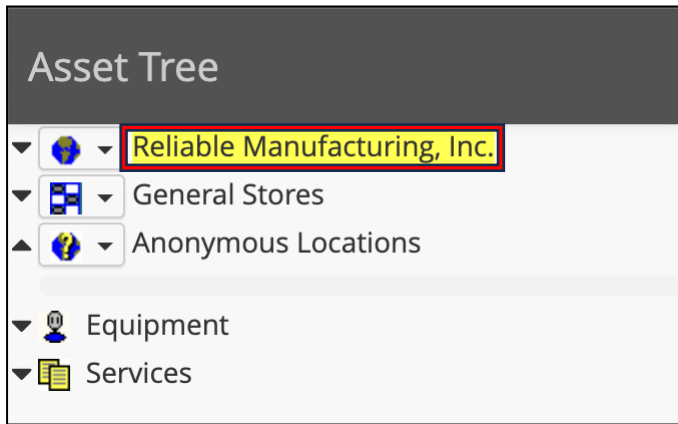 Asset Tree
Reliable Manufacturing, Inc.
General Stores
Anonymous Locations
Equipment
Services